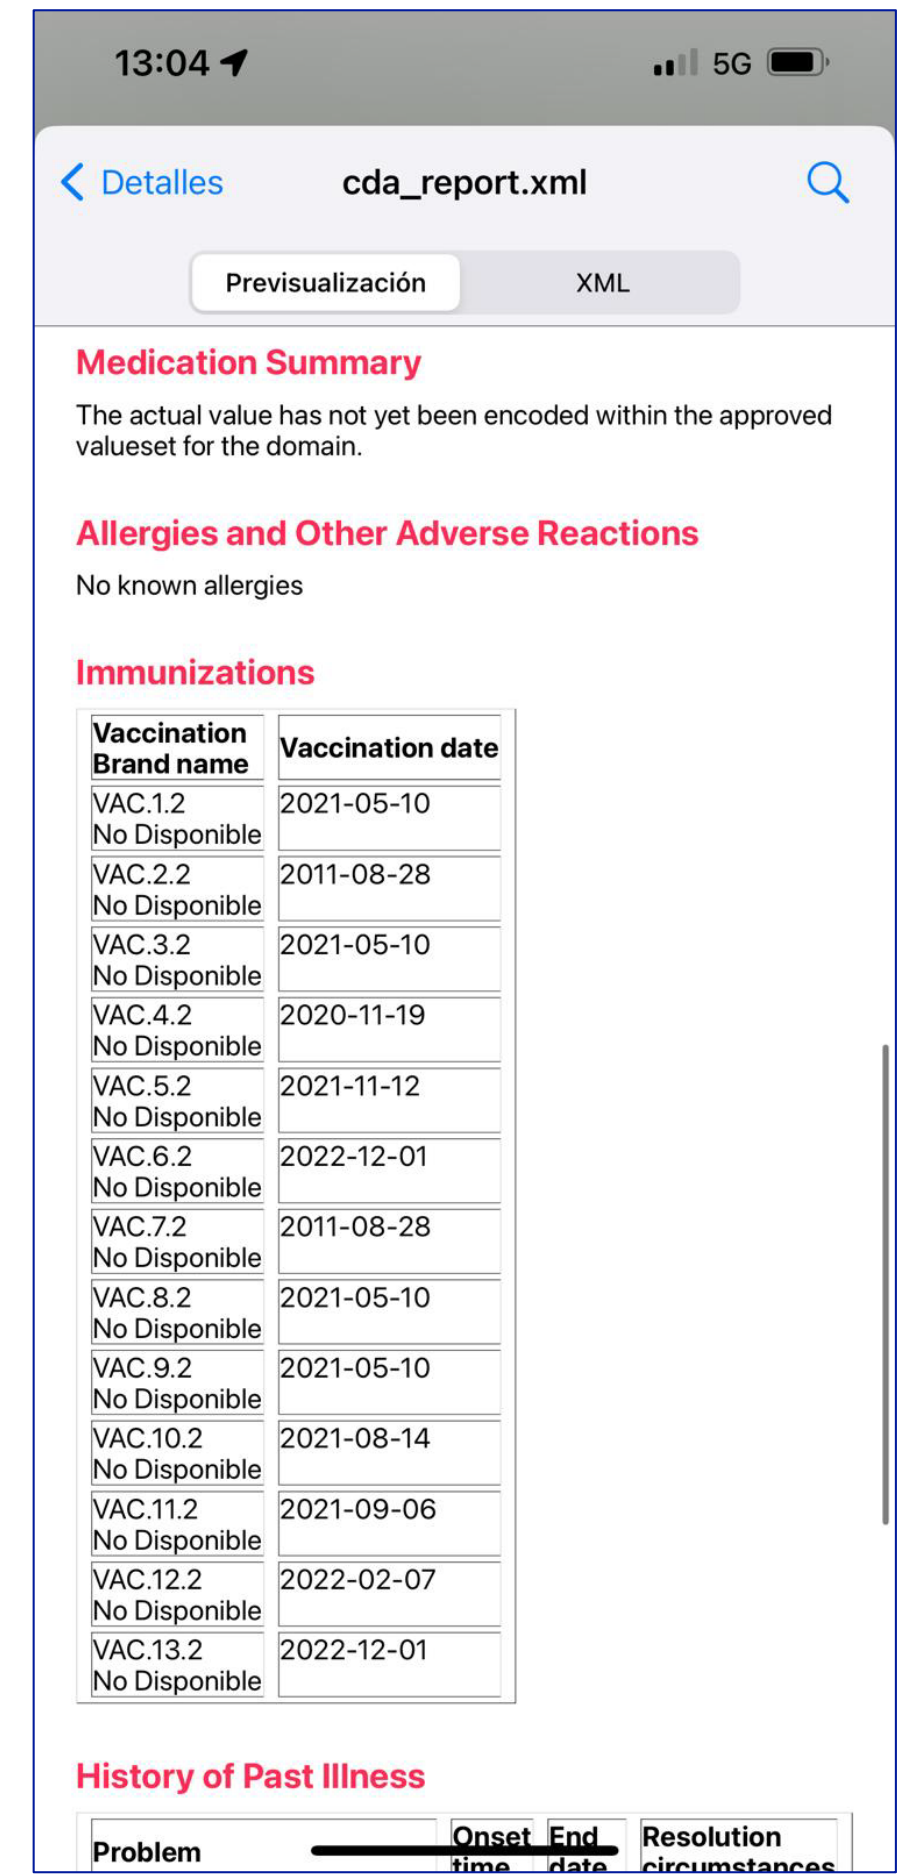 13:04
5G
Detalles
cda_report.xml
Previsualización
XML
Medication Summary
The actual value has not yet been encoded within the approved
valueset for the domain.
Allergies and Other Adverse Reactions
No known allergies
Immunizations
Vaccination
Brand name
Vaccination date
VAC.1.2
No Disponible
2021-05-10
VAC.2.2
No Disponible
2011-08-28
VAC.3.2
No Disponible
2021-05-10
VAC.4.2
No Disponible
2020-11-19
VAC.5.2
No Disponible
2021-11-12
VAC.6.2
No Disponible
2022-12-01
VAC.7.2
No Disponible
2011-08-28
VAC.8.2
No Disponible
2021-05-10
VAC.9.2
No Disponible
2021-05-10
VAC.10.2
No Disponible
2021-08-14
VAC.11.2
No Disponible
2021-09-06
VAC.12.2
No Disponible
2022-02-07
VAC.13.2
No Disponible
2022-12-01
History of Past Illness
Problem
Onset
time
End
date
Resolution
circumstances